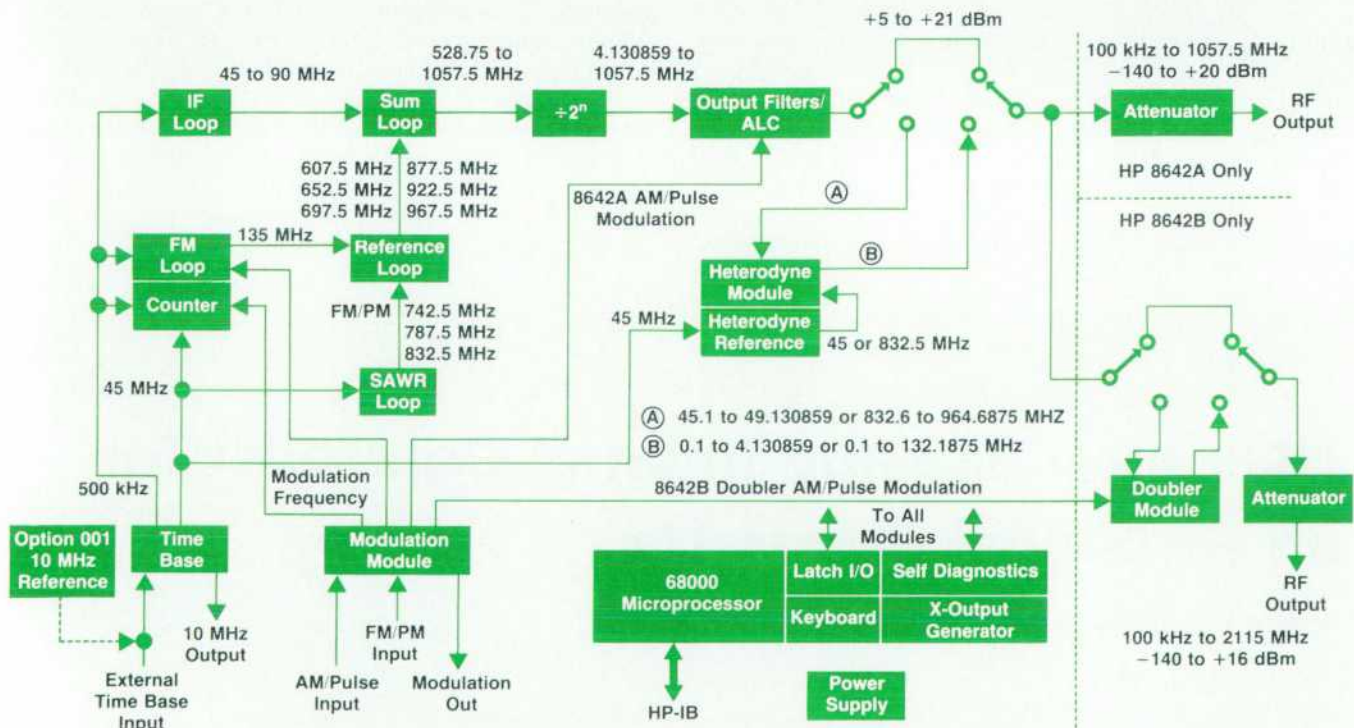 +5 to +21 dBm
528.75 to
1057.5 MHz
4.130859 to
1057.5 MHz
100 kHz to 1057.5 MHz
−140 to +20 dBm
45 to 90 MHz
IF
Loop
Sum
Loop
÷2ⁿ
Output Filters/
ALC
Attenuator
RF
Output
607.5 MHz
652.5 MHz
697.5 MHz
877.5 MHz
922.5 MHz
967.5 MHz
8642A AM/Pulse
Modulation
HP 8642A Only
HP 8642B Only
A
B
FM
Loop
Counter
135 MHz
Reference
Loop
Heterodyne
Module
Heterodyne
Reference
45 MHz
45 or 832.5 MHz
FM/PM
742.5 MHz
787.5 MHz
832.5 MHz
45 MHz
SAWR
Loop
A 45.1 to 49.130859 or 832.6 to 964.6875 MHZ
B 0.1 to 4.130859 or 0.1 to 132.1875 MHz
500 kHz
Modulation
Frequency
8642B Doubler AM/Pulse Modulation
Doubler
Module
Attenuator
To All
Modules
Option 001
10 MHz
Reference
Time
Base
Modulation
Module
68000
Microprocessor
Latch I/O
Self Diagnostics
Keyboard
X-Output
Generator
RF
Output
10 MHz
Output
FM/PM
Input
100 kHz to 2115 MHz
−140 to +16 dBm
External
Time Base
Input
AM/Pulse
Input
Modulation
Out
HP-IB
Power
Supply